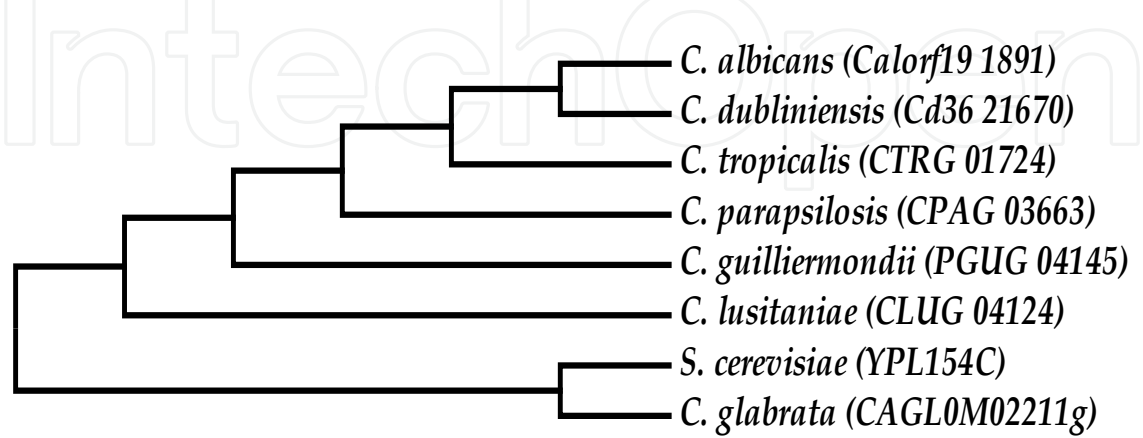 IntechOpen
C. albicans (Calorf19 1891)
C. dubliniensis (Cd36 21670)
C. tropicalis (CTRG 01724)
C. parapsilosis (CPAG 03663)
C. guilliermondii (PGUG 04145)
C. lusitaniae (CLUG 04124)
S. cerevisiae (YPL154C)
C. glabrata (CAGL0M02211g)